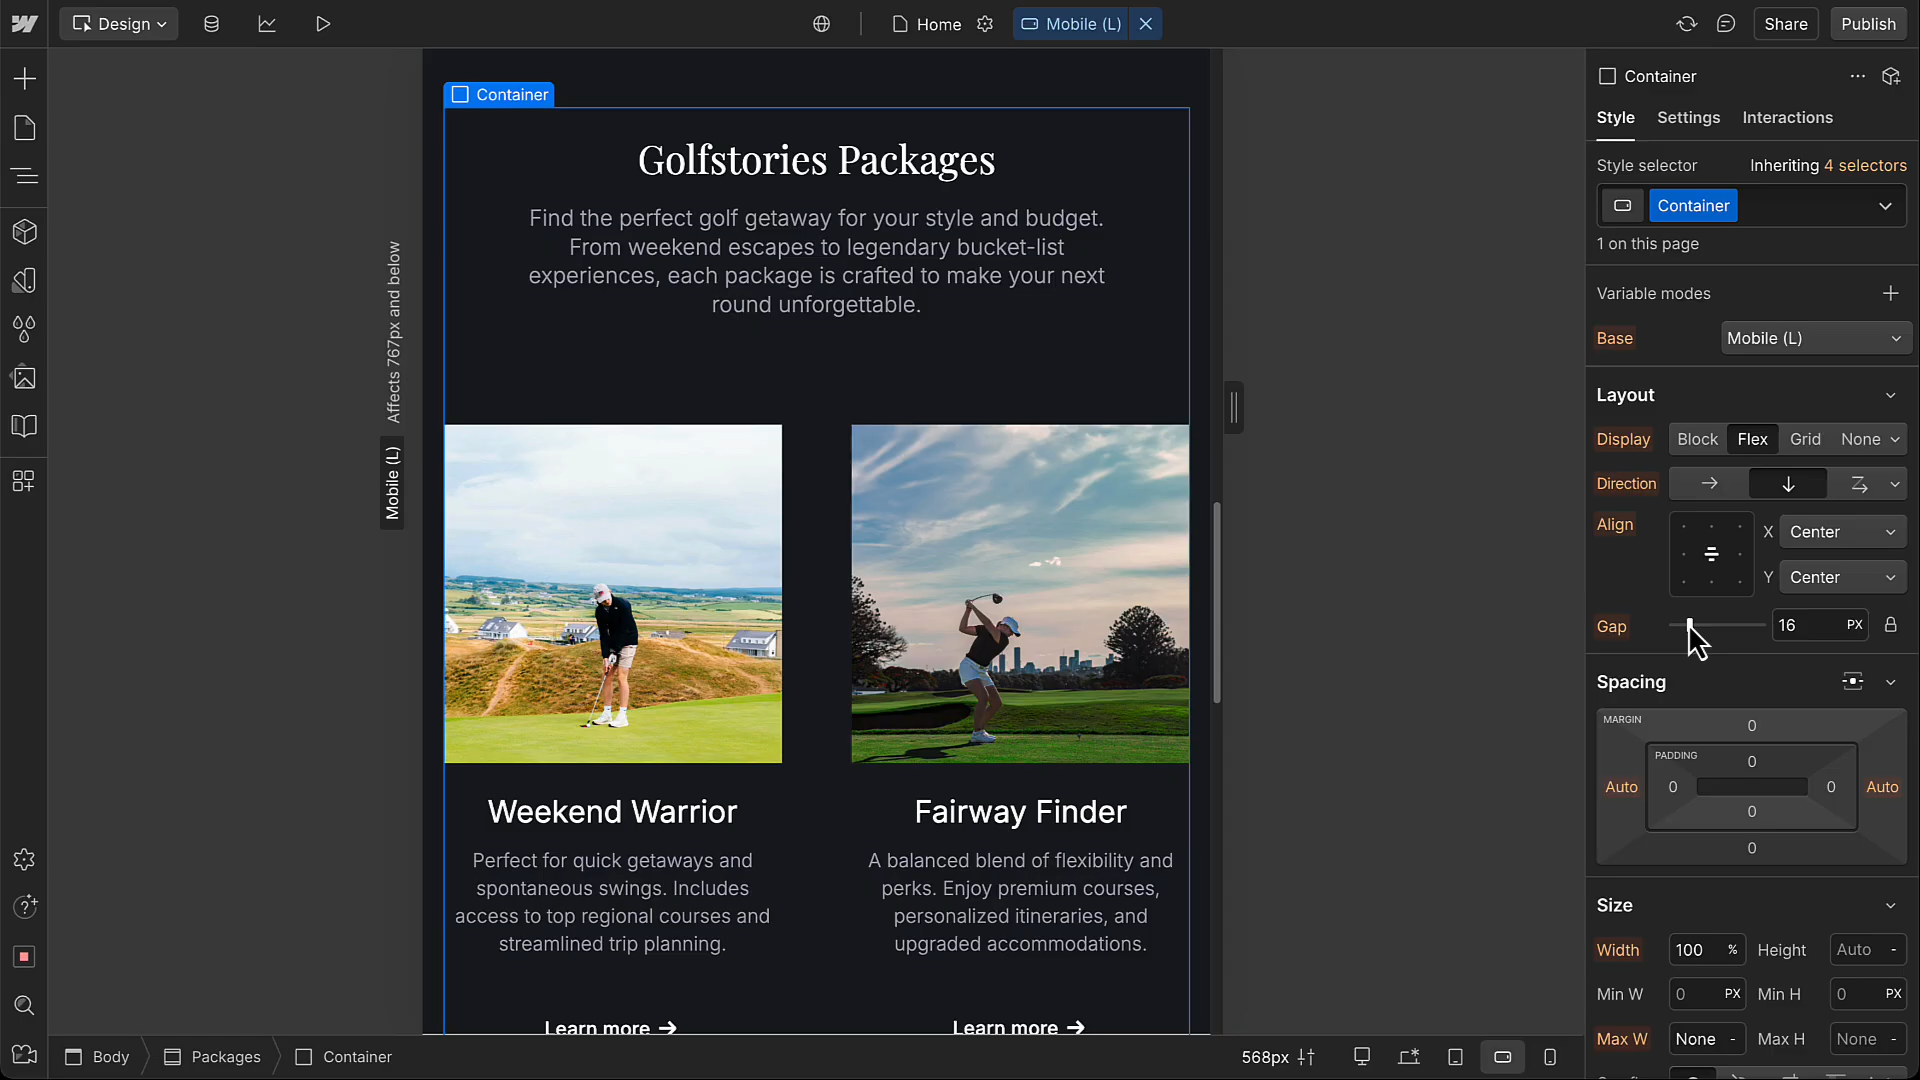 Design
Home
Mobile (L)
Share
Publish
Container
Affects 767px and below
Mobile (L)
Golfstories Packages
Find the perfect golf getaway for your style and budget.
From weekend escapes to legendary bucket-list
experiences, each package is crafted to make your next
round unforgettable.
Weekend Warrior
Perfect for quick getaways and
spontaneous swings. Includes
access to top regional courses and
streamlined trip planning.
Learn more →
Fairway Finder
A balanced blend of flexibility and
perks. Enjoy premium courses,
personalized itineraries, and
upgraded accommodations.
Learn more →
Container
Style Settings Interactions
Style selector Inheriting 4 selectors
Container
1 on this page
Variable modes
Base Mobile (L)
Layout
Display Block Flex Grid None
Direction
Align X Center
Y Center
Gap 16 PX
Spacing
MARGIN 0
PADDING 0
Auto 0 0 Auto
0
0
Size
Width 100 % Height Auto -
Min W 0 PX Min H 0 PX
Max W None - Max H None -
Body Packages Container
568px